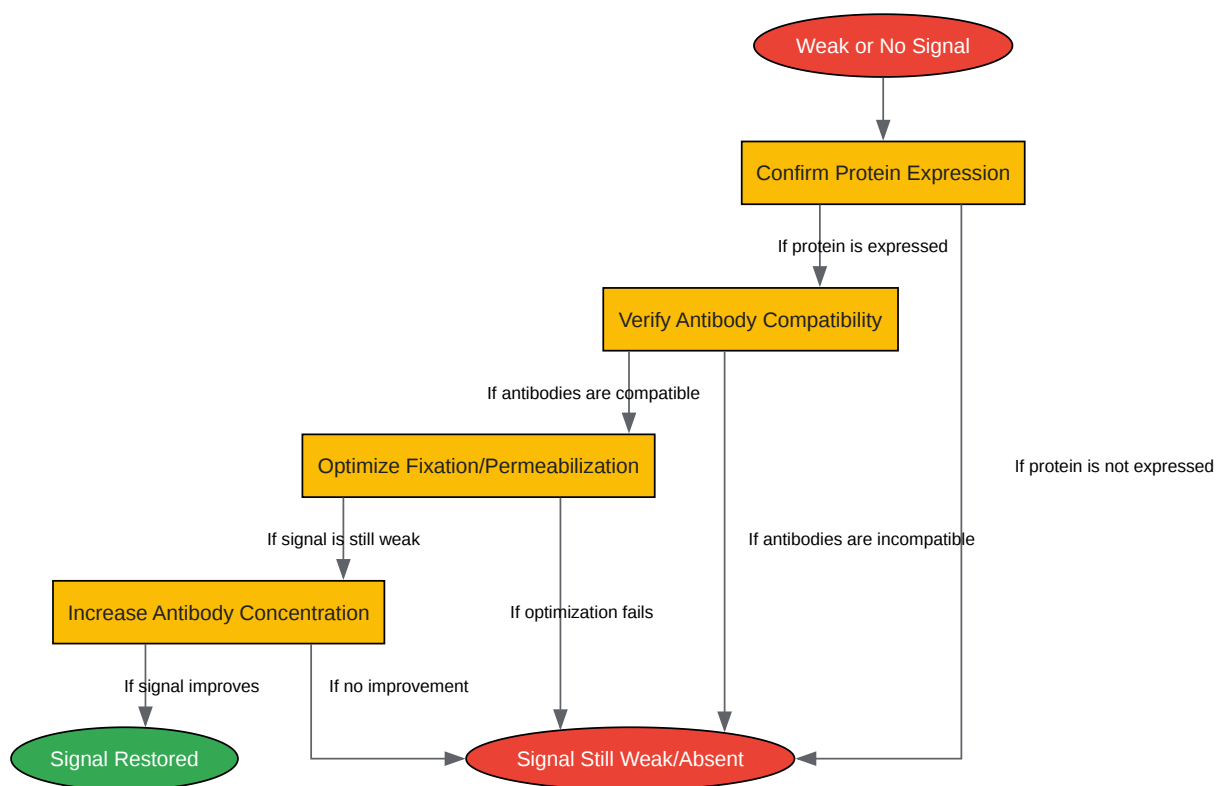 Weak or No Signal
Confirm Protein Expression
If protein is expressed
Verify Antibody Compatibility
If antibodies are compatible
Optimize Fixation/Permeabilization
If protein is not expressed
If signal is still weak
If antibodies are incompatible
Increase Antibody Concentration
If optimization fails
If signal improves
If no improvement
Signal Restored
Signal Still Weak/Absent